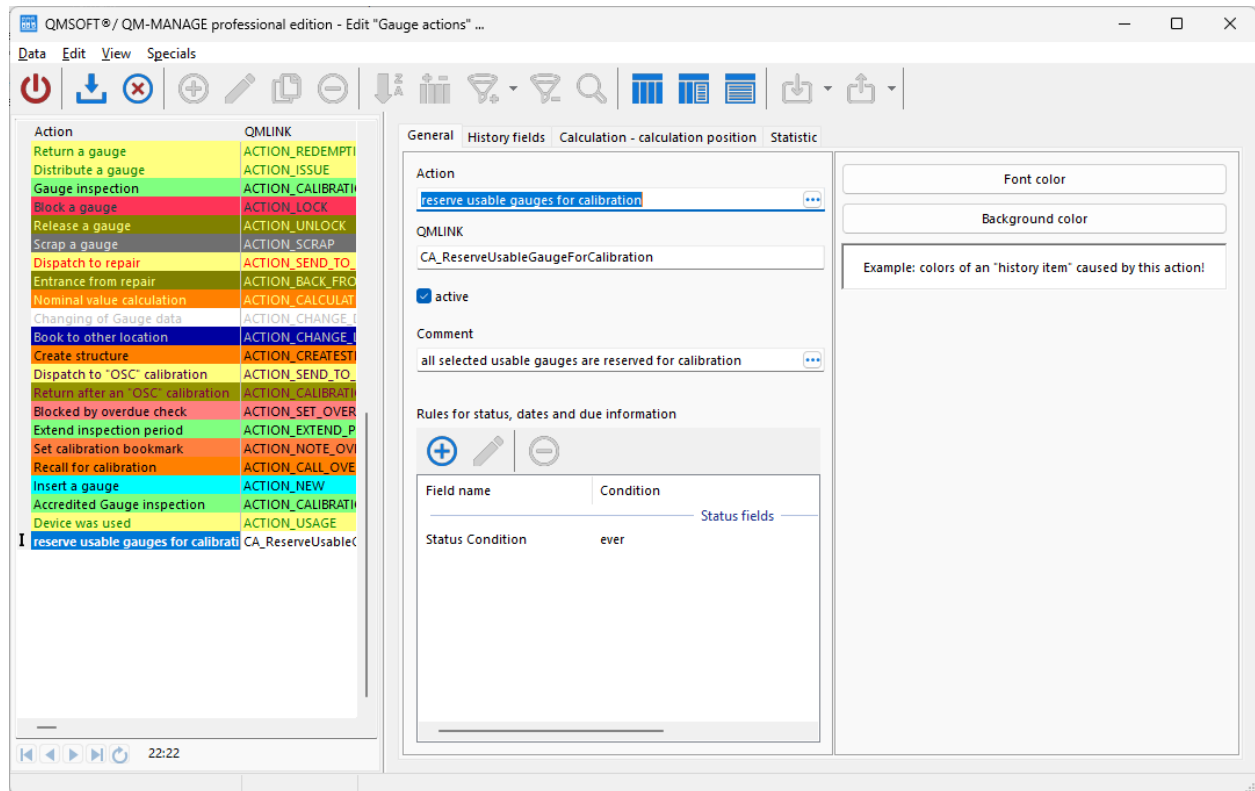 QMSOFT®/ QM-MANAGE professional edition - Edit "Gauge actions" ...
Data Edit View Specials
Action QMLINK
Return a gauge ACTION_REDEMPTI
Distribute a gauge ACTION_ISSUE
Gauge inspection ACTION_CALIBRATI
Block a gauge ACTION_LOCK
Release a gauge ACTION_UNLOCK
Scrap a gauge ACTION_SCRAP
Dispatch to repair ACTION_SEND_TO_
Entrance from repair ACTION_BACK_FRO
Nominal value calculation ACTION_CALCULAT
Changing of Gauge data ACTION_CHANGE_D
Book to other location ACTION_CHANGE_L
Create structure ACTION_CREATESTI
Dispatch to "OSC" calibration ACTION_SEND_TO_
Return after an "OSC" calibration ACTION_CALIBRATI
Blocked by overdue check ACTION_SET_OVER
Extend inspection period ACTION_EXTEND_P
Set calibration bookmark ACTION_NOTE_OVI
Recall for calibration ACTION_CALL_OVE
Insert a gauge ACTION_NEW
Accredited Gauge inspection ACTION_CALIBRATI
Device was used ACTION_USAGE
reserve usable gauges for calibrati CA_ReserveUsableG
22:22
General History fields Calculation - calculation position Statistic
Action
reserve usable gauges for calibration
QMLINK
CA_ReserveUsableGaugeForCalibration
active
Comment
all selected usable gauges are reserved for calibration
Rules for status, dates and due information
Field name Condition
Status fields
Status Condition ever
Font color
Background color
Example: colors of an "history item" caused by this action!